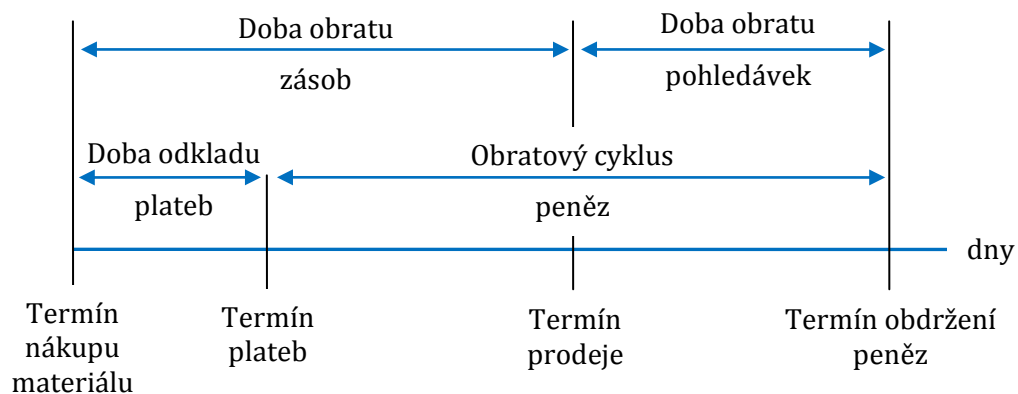 Doba obratu
zásob
Doba obratu
pohledávek
Doba odkladu
plateb
Obratový cyklus
peněz
dny
Termín
nákupu
materiálu
Termín
plateb
Termín
prodeje
Termín obdržení
peněz